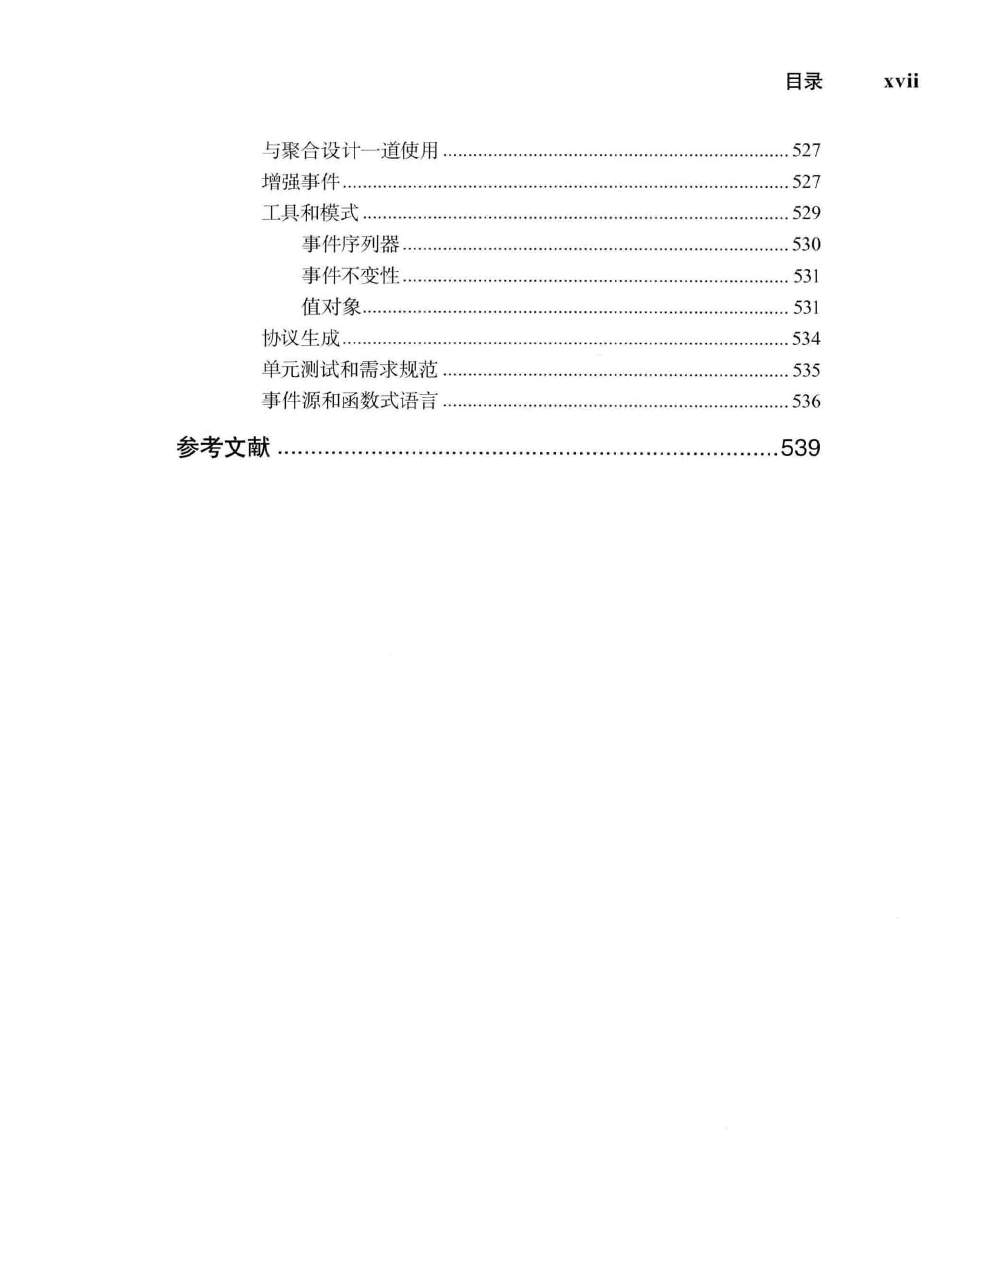 目录 xvii
与聚合设计一道使用 ........ 527
增强事件 ........ 527
工具和模式 ........ 529
事件序列器 ........ 530
事件不变性 ........ 531
值对象 ........ 531
协议生成 ........ 534
单元测试和需求规范 ........ 535
事件源和函数式语言 ........ 536
参考文献 ........ 539